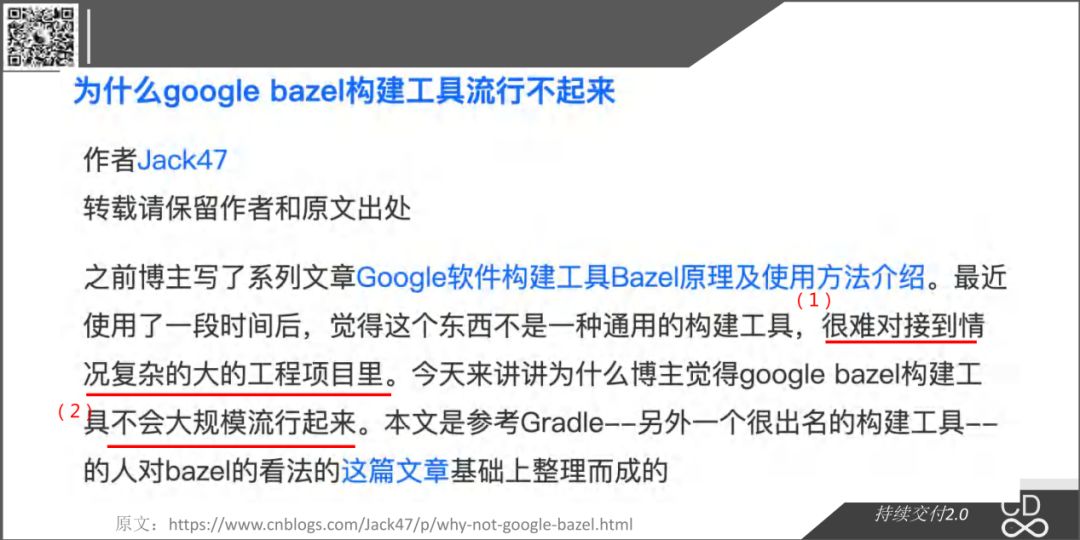 为什么google bazel构建工具流行不起来
作者Jack47
转载请保留作者和原文出处
之前博主写了系列文章Google软件构建工具Bazel原理及使用方法介绍。最近
(1)
使用了一段时间后，觉得这个东西不是一种通用的构建工具，很难对接到情
况复杂的大的工程项目里。今天来讲讲为什么博主觉得google bazel构建工
(2)
具不会大规模流行起来。本文是参考Gradle--另外一个很出名的构建工具--
的人对bazel的看法的这篇文章基础上整理而成的
原文：https://www.cnblogs.com/Jack47/p/why-not-google-bazel.html
持续交付2.0
CD